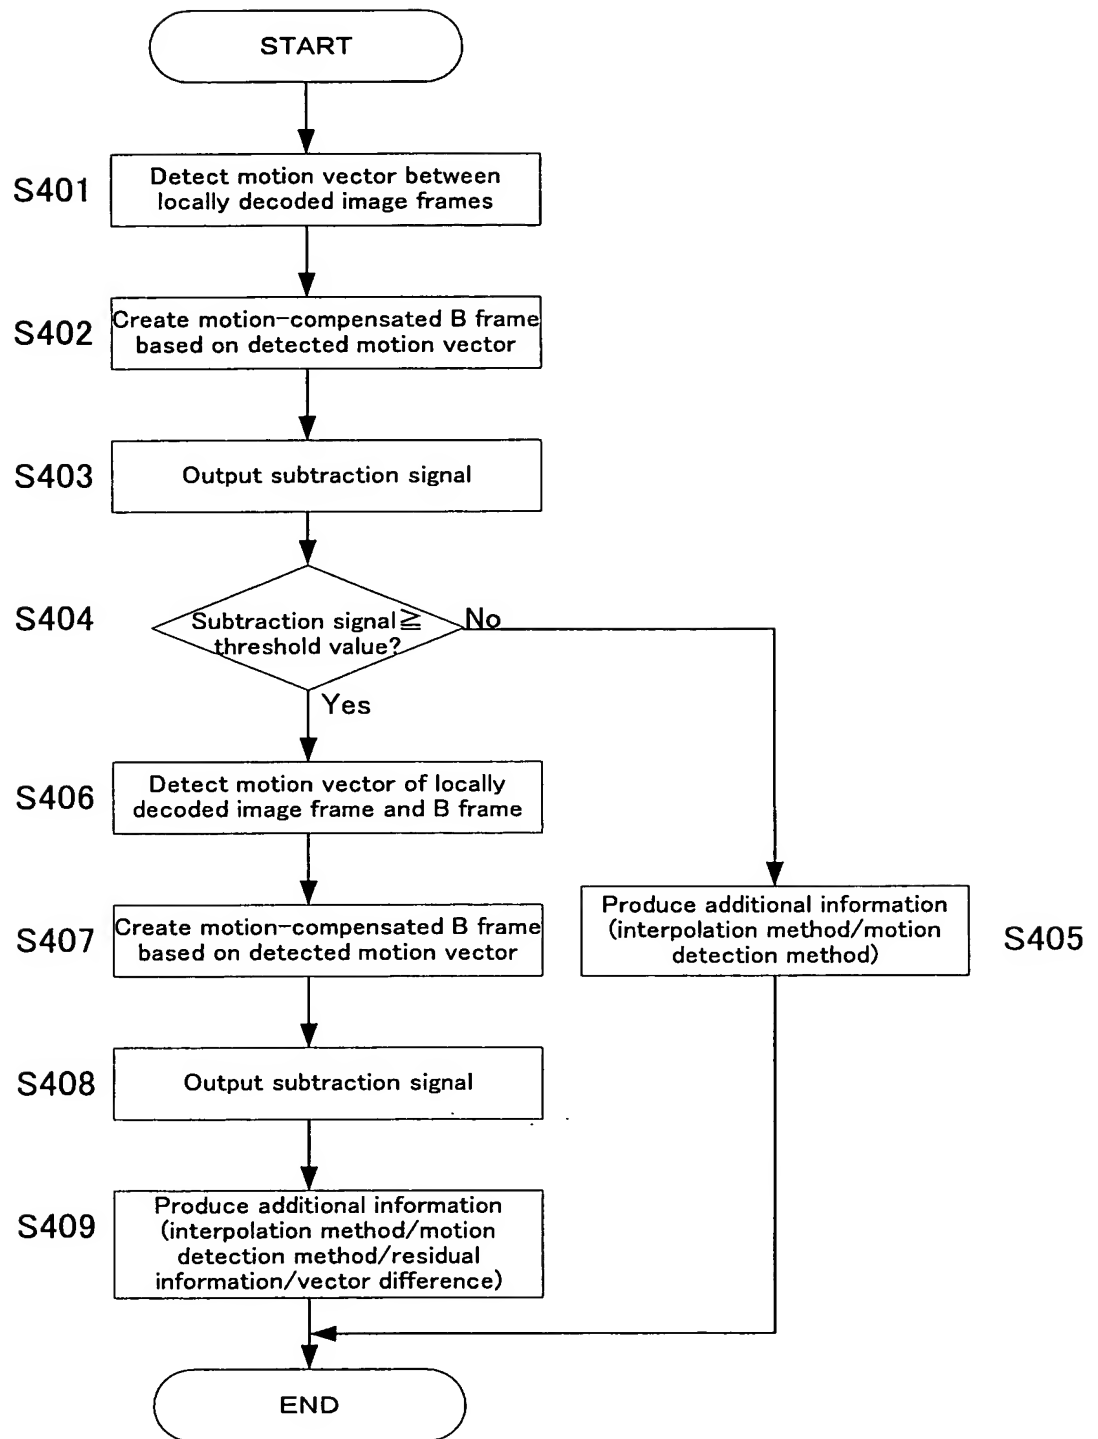 START
S401
Detect motion vector between
locally decoded image frames
S402
Create motion-compensated B frame
based on detected motion vector
S403
Output subtraction signal
S404
Subtraction signal≧
threshold value?
No
Yes
S406
Detect motion vector of locally
decoded image frame and B frame
Produce additional information
(interpolation method/motion
detection method)
S405
S407
Create motion-compensated B frame
based on detected motion vector
S408
Output subtraction signal
S409
Produce additional information
(interpolation method/motion
detection method/residual
information/vector difference)
END